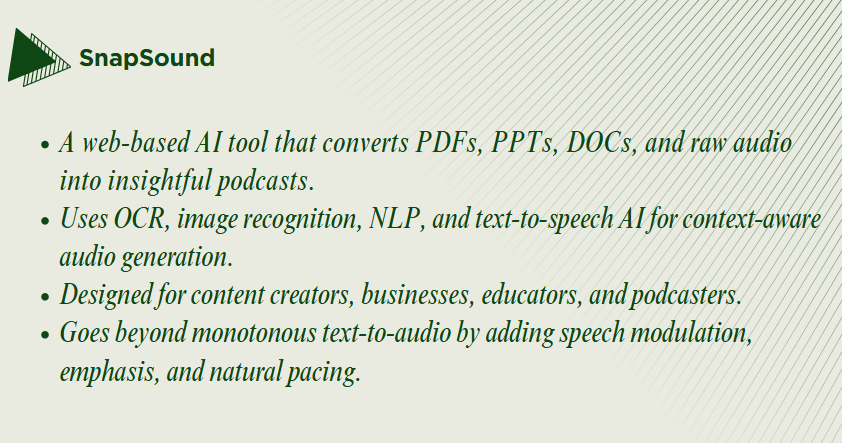 SnapSound
• A web-based AI tool that converts PDFs, PPTs, DOCs, and raw audio
into insightful podcasts.
• Uses OCR, image recognition, NLP, and text-to-speech AI for context-aware
audio generation.
• Designed for content creators, businesses, educators, and podcasters.
• Goes beyond monotonous text-to-audio by adding speech modulation,
emphasis, and natural pacing.